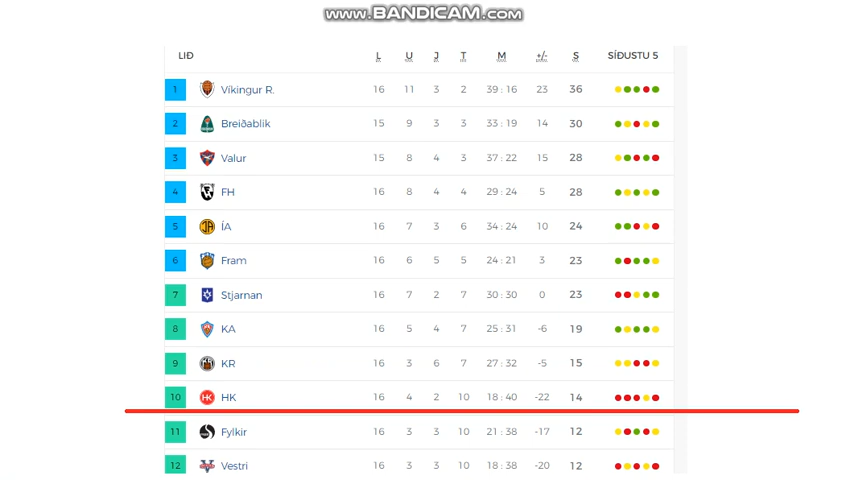 www.BANDICAM.com
LIÐ L U J T M +/- S SÍÐUSTU 5
1 Víkingur R. 16 11 3 2 39 : 16 23 36
2 Breiðablik 15 9 3 3 33 : 19 14 30
3 Valur 15 8 4 3 37 : 22 15 28
4 FH 16 8 4 4 29 : 24 5 28
5 ÍA 16 7 3 6 34 : 24 10 24
6 Fram 16 6 5 5 24 : 21 3 23
7 Stjarnan 16 7 2 7 30 : 30 0 23
8 KA 16 5 4 7 25 : 31 -6 19
9 KR 16 3 6 7 27 : 32 -5 15
10 HK HK 16 4 2 10 18 : 40 -22 14
11 Fylkir 16 3 3 10 21 : 38 -17 12
12 Vestri 16 3 3 10 18 : 38 -20 12